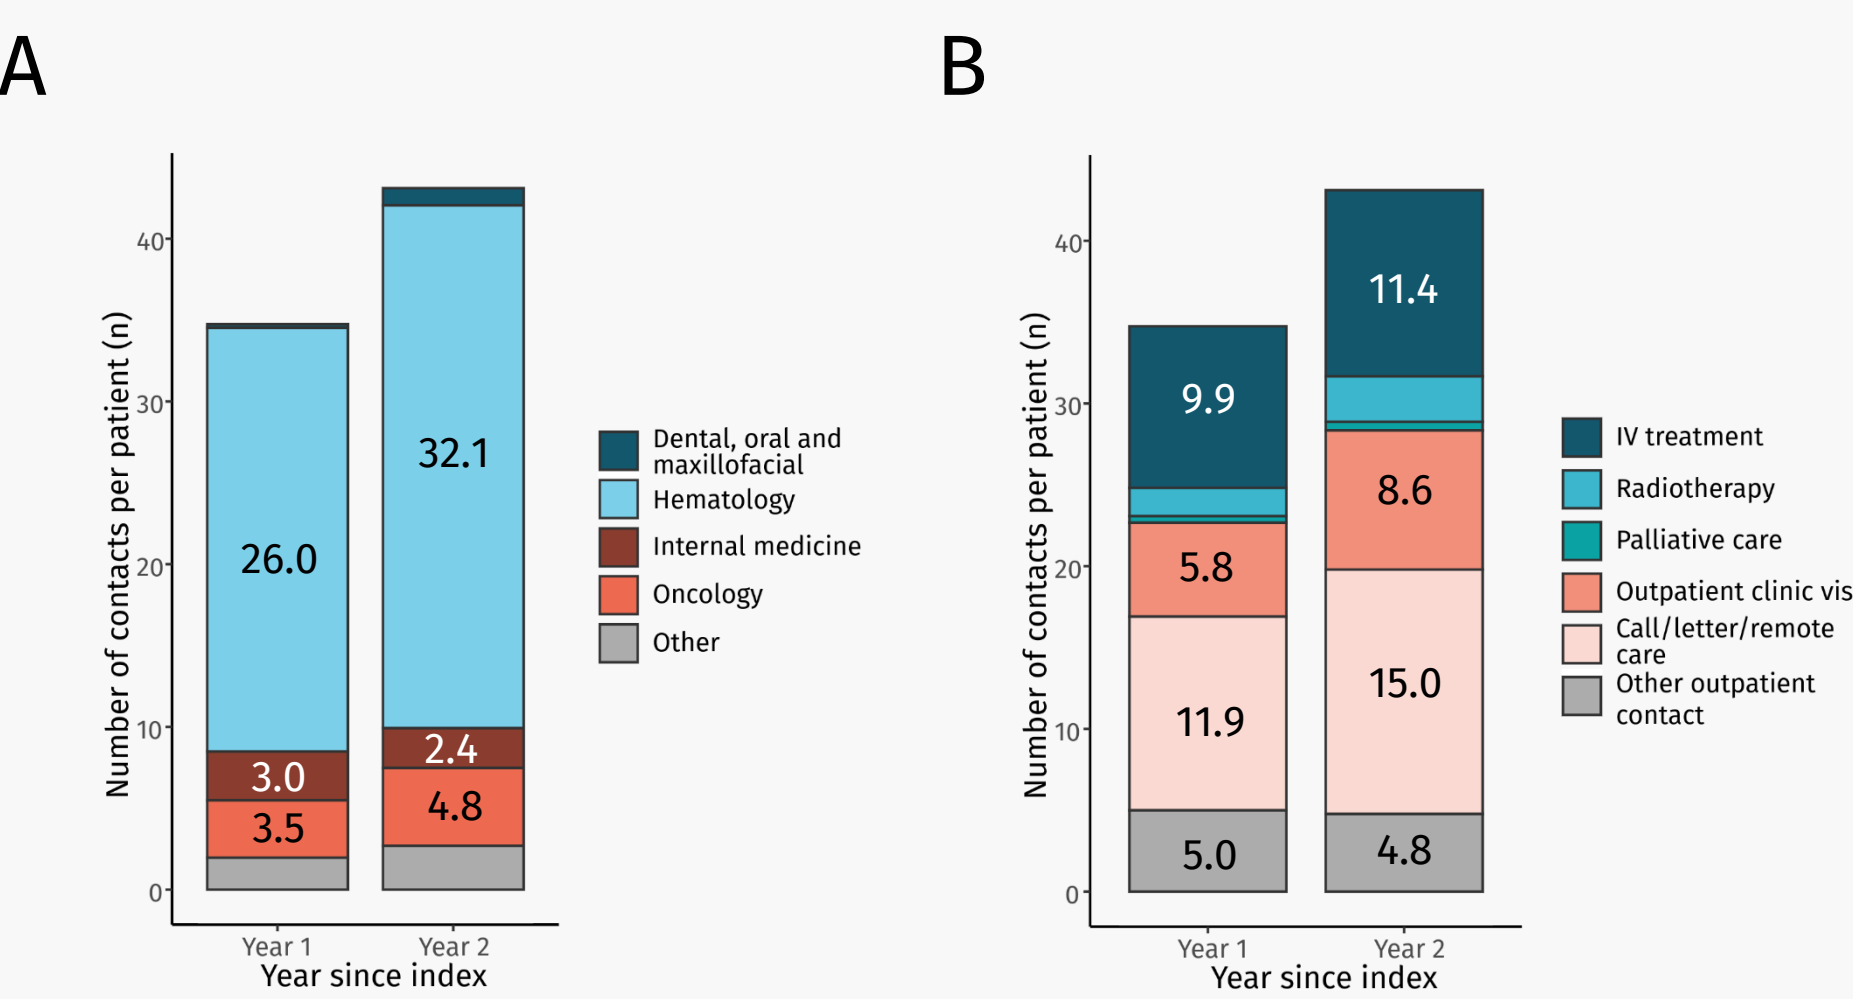 A
Number of contacts per patient (n)
40
30
20
10
0
26.0
3.0
3.5
32.1
2.4
4.8
Year 1
Year 2
Year since index
Dental, oral and
maxillofacial
Hematology
Internal medicine
Oncology
Other
B
Number of contacts per patient (n)
40
30
20
10
0
9.9
5.8
11.9
5.0
11.4
8.6
15.0
4.8
Year 1
Year 2
Year since index
IV treatment
Radiotherapy
Palliative care
Outpatient clinic vis
Call/letter/remote
care
Other outpatient
contact